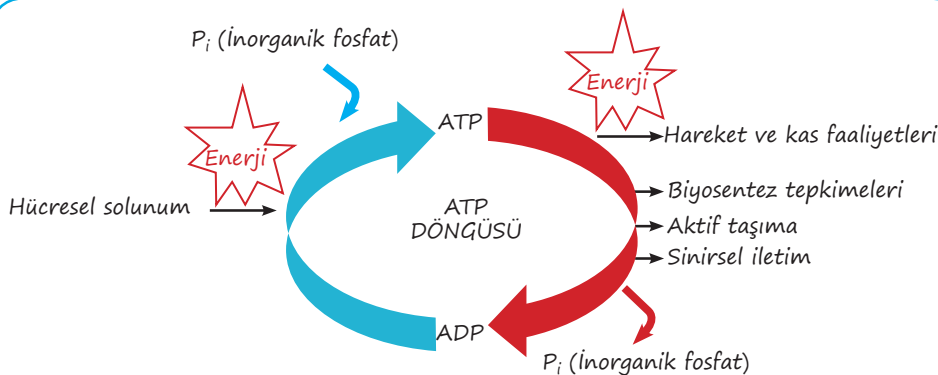 Pi (İnorganik fosfat)
Enerji
ATP
Hareket ve kas faaliyetleri
Enerji
Biyosentez tepkimeleri
Hücresel solunum
ATP
DÖNGÜSÜ
Aktif taşıma
Sinirsel iletim
ADP
Pi (İnorganik fosfat)